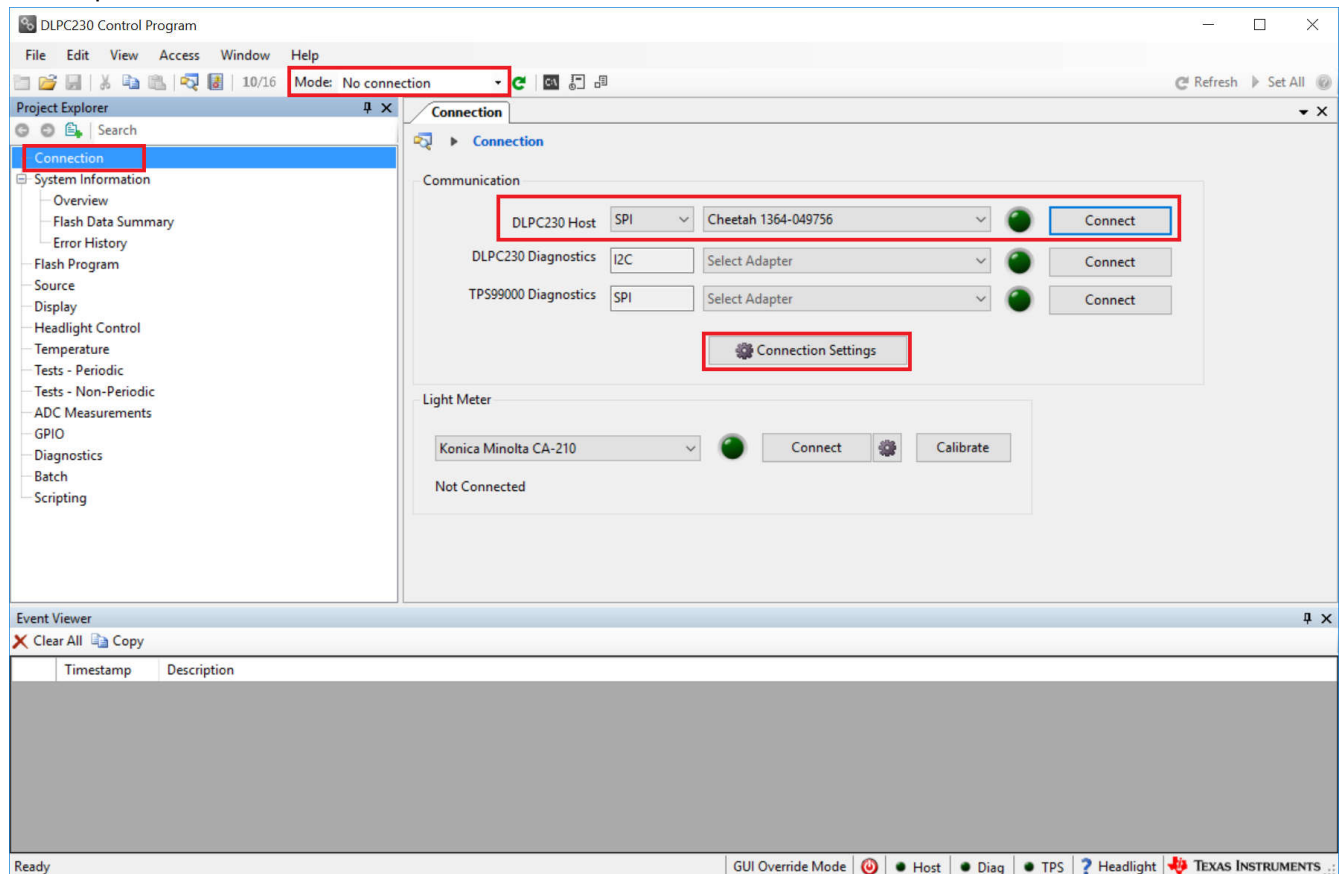 DLPC230 Control Program
File Edit View Access Window Help
10/16 Mode: No connection Refresh Set All
Project Explorer
Search
Connection
System Information
Overview
Flash Data Summary
Error History
Flash Program
Source
Display
Headlight Control
Temperature
Tests - Periodic
Tests - Non-Periodic
ADC Measurements
GPIO
Diagnostics
Batch
Scripting
Connection
Connection
Communication
DLPC230 Host SPI Cheetah 1364-049756 Connect
DLPC230 Diagnostics I2C Select Adapter Connect
TPS99000 Diagnostics SPI Select Adapter Connect
Connection Settings
Light Meter
Konica Minolta CA-210 Connect Calibrate
Not Connected
Event Viewer
Clear All Copy
Timestamp Description
Ready GUI Override Mode Host Diag TPS ? Headlight TEXAS INSTRUMENTS